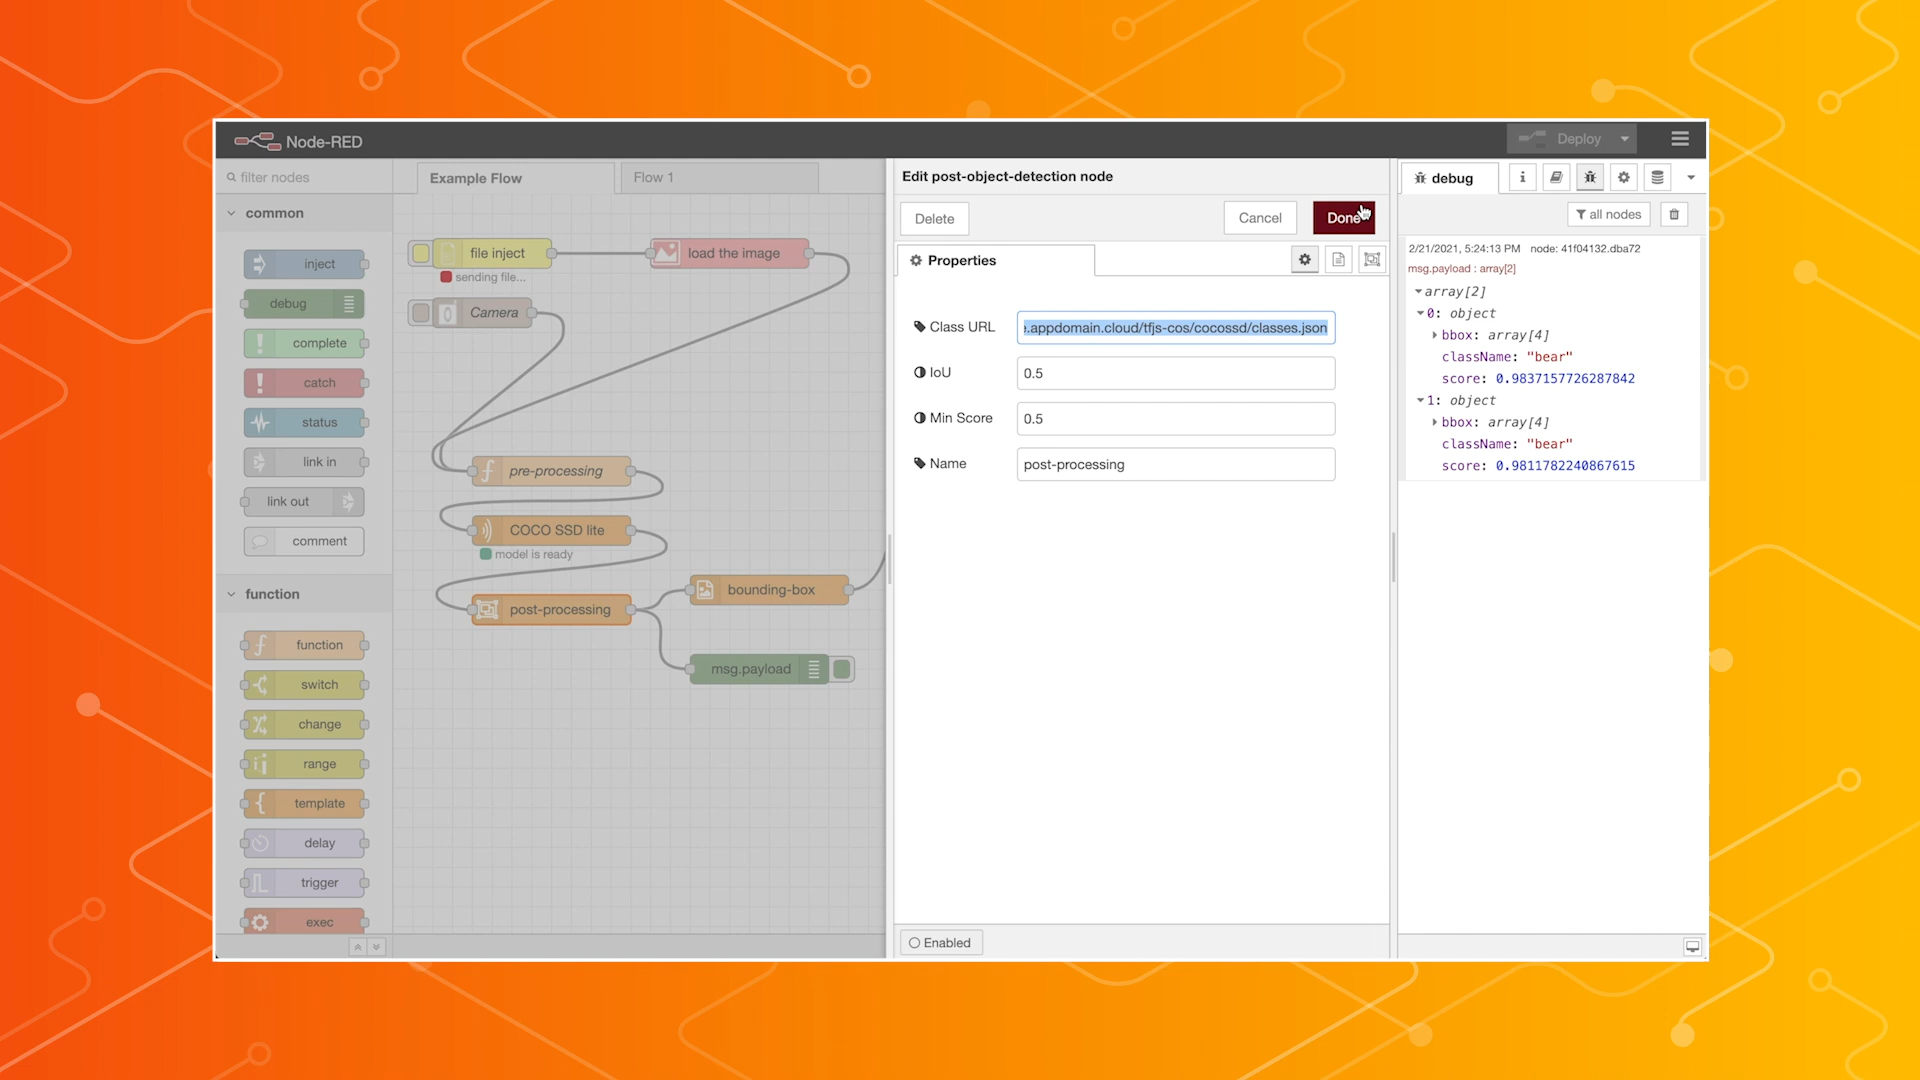 Node-RED
Deploy
filter nodes
Example Flow
Flow 1
common
inject
debug
complete
catch
status
link in
link out
comment
function
function
switch
change
range
template
delay
trigger
exec
file inject
sending file...
load the image
Camera
pre-processing
COCO SSD lite
model is ready
post-processing
bounding-box
msg.payload
Edit post-object-detection node
Delete
Cancel
Done
Properties
Class URL
.appdomain.cloud/tfjs-cos/cocossd/classes.json
IoU
0.5
Min Score
0.5
Name
post-processing
Enabled
debug
i
all nodes
2/21/2021, 5:24:13 PM node: 41f04132.dba72
msg.payload : array[2]
array[2]
0: object
bbox: array[4]
className: "bear"
score: 0.9837157726287842
1: object
bbox: array[4]
className: "bear"
score: 0.9811782240867615